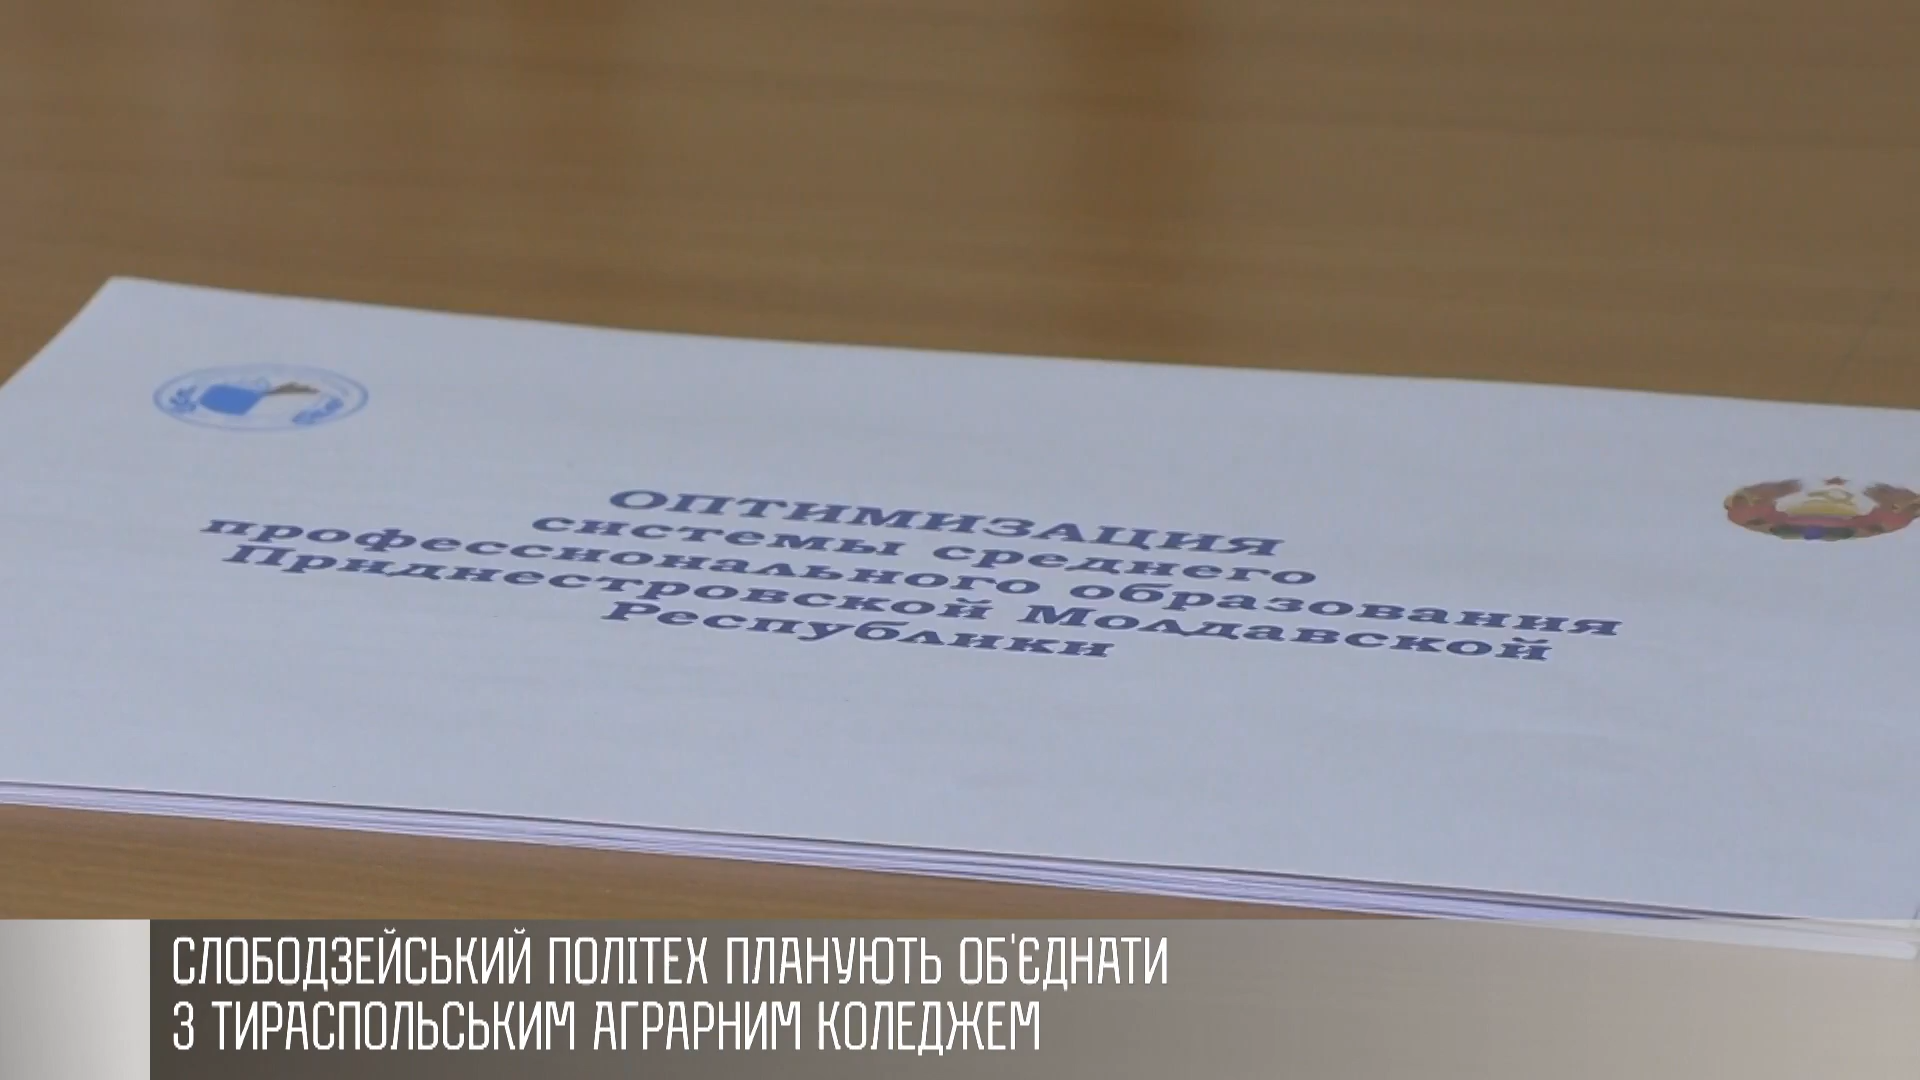 ОПТИМИЗАЦИЯ
системы среднего
профессионального образования
Приднестровской Молдавской
Республики
СЛОБОДЗЕЙСЬКИЙ ПОЛІТЕХ ПЛАНУЮТЬ ОБ'ЄДНАТИ
З ТИРАСПОЛЬСЬКИМ АГРАРНИМ КОЛЕДЖЕМ